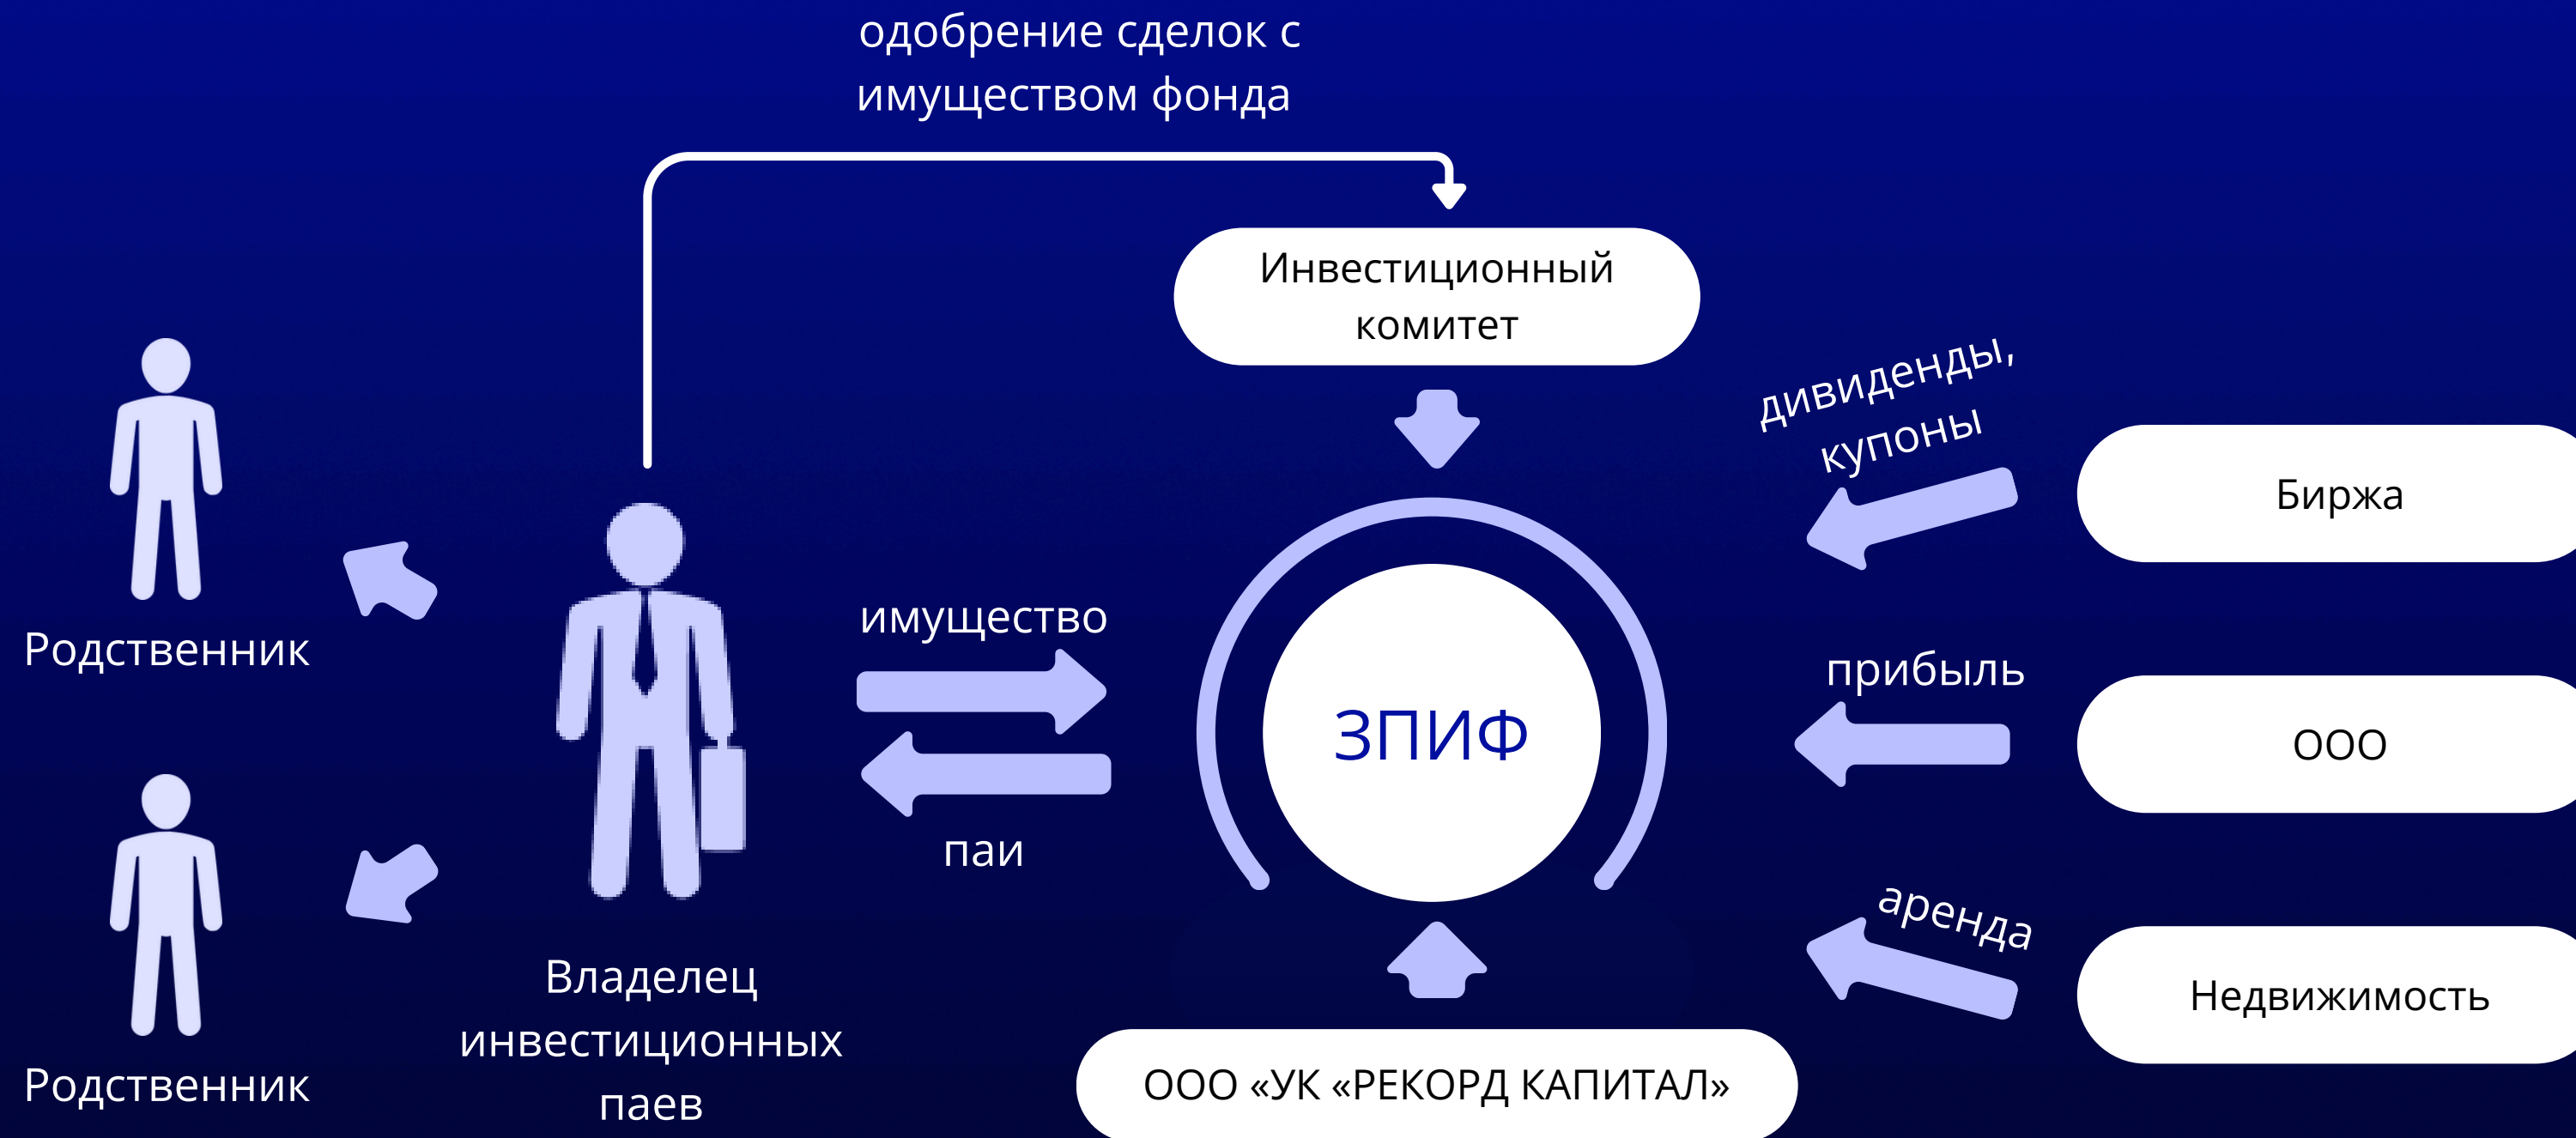 одобрение сделок с
имуществом фонда
Инвестиционный
комитет
дивиденды,
купоны
Биржа
имущество
Родственник
прибыль
ЗПИФ
ООО
паи
аренда
Владелец
инвестиционных
паев
Недвижимость
Родственник
ООО «УК «РЕКОРД КАПИТАЛ»